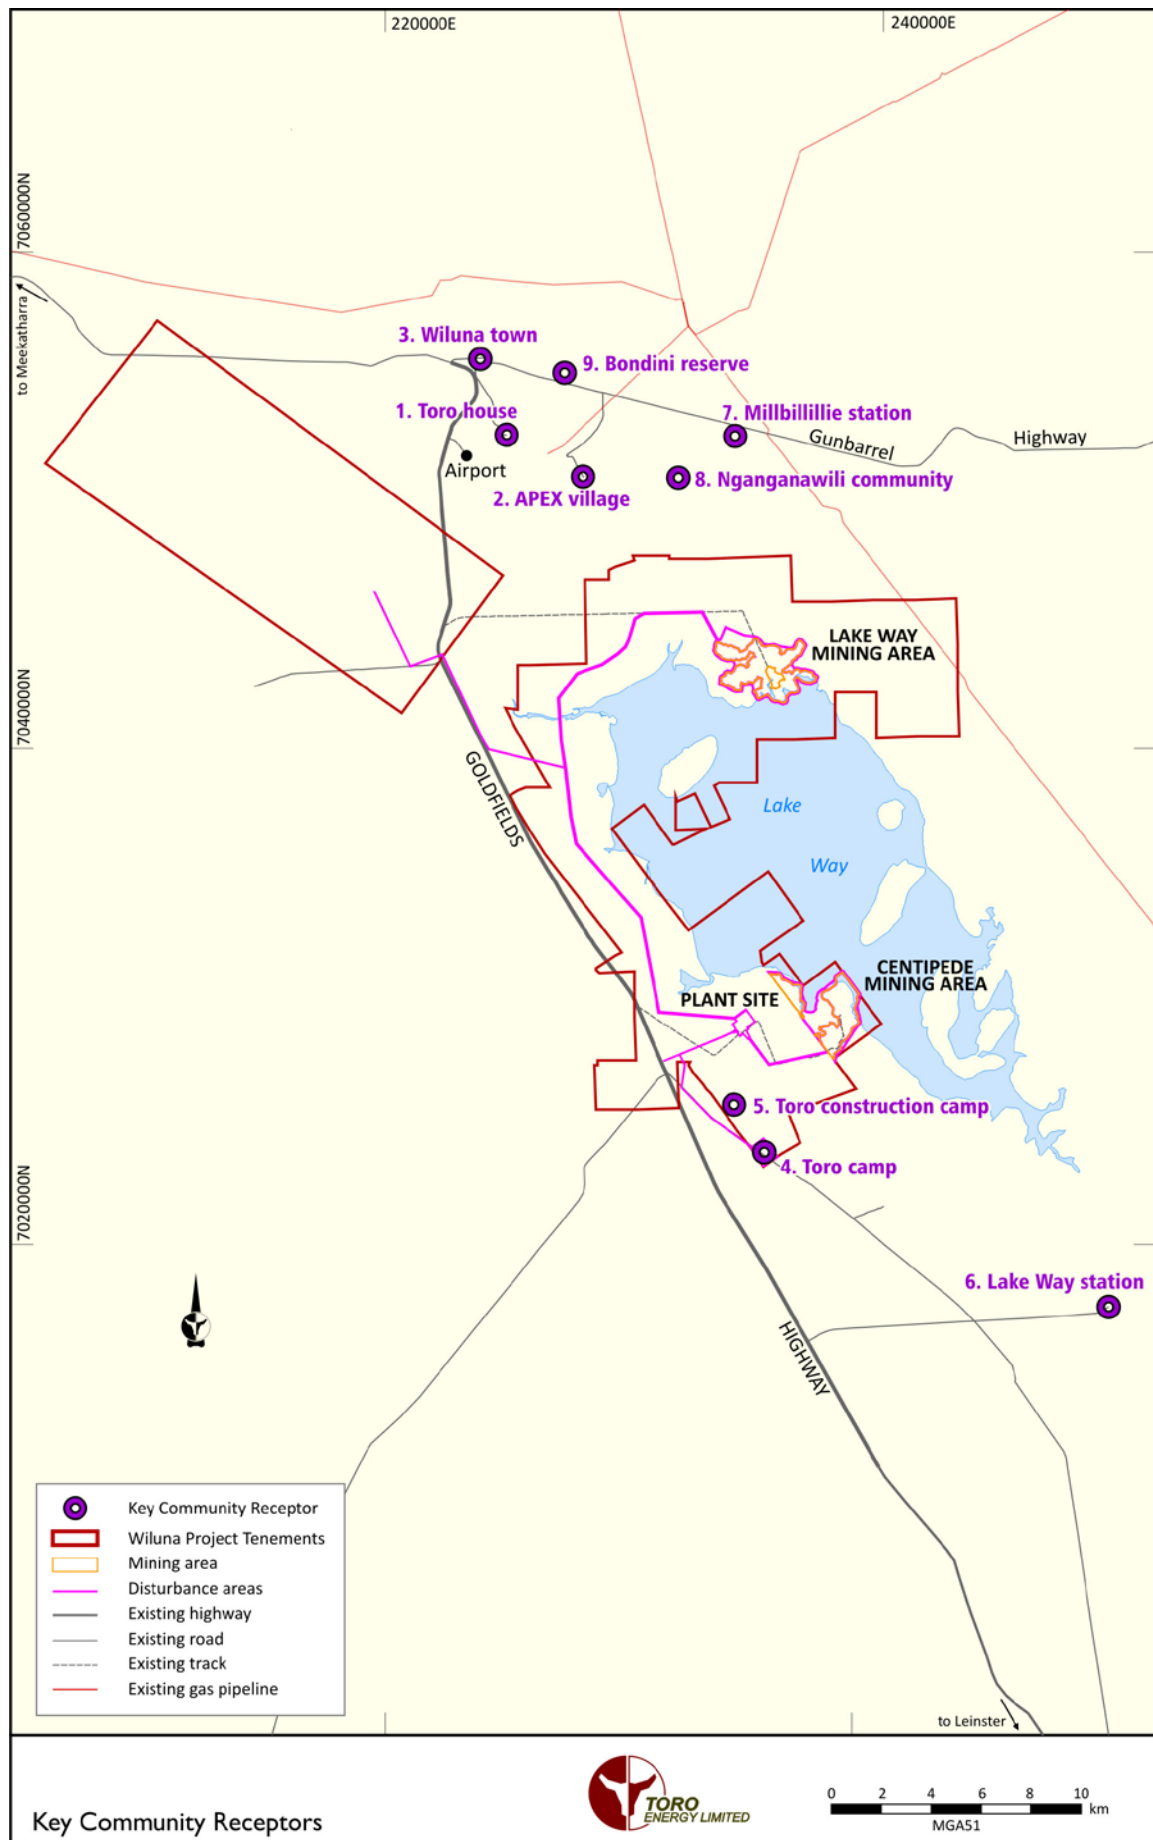 220000E
240000E
7060000N
to Meekatharra
3. Wiluna town
9. Bondini reserve
1. Toro house
7. Millbillillie station
Gunbarrel
Highway
Airport
2. APEX village
8. Nganganawili community
LAKE WAY
MINING AREA
7040000N
GOLDFIELDS
Lake
Way
CENTIPEDE
MINING AREA
PLANT SITE
5. Toro construction camp
4. Toro camp
7020000N
6. Lake Way station
HIGHWAY
Key Community Receptor
Wiluna Project Tenements
Mining area
Disturbance areas
Existing highway
Existing road
Existing track
Existing gas pipeline
to Leinster
Key Community Receptors
TORO
ENERGY LIMITED
0 2 4 6 8 10
km
MGA51